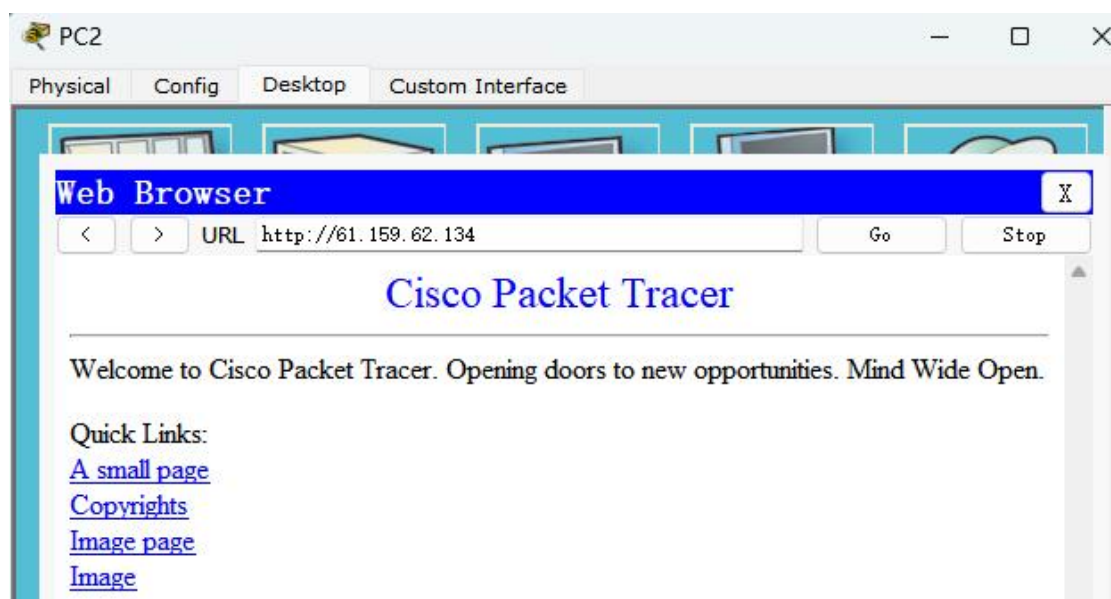 PC2
Physical Config Desktop Custom Interface
Web Browser X
< > URL http://61.159.62.134 Go Stop
Cisco Packet Tracer
Welcome to Cisco Packet Tracer. Opening doors to new opportunities. Mind Wide Open.
Quick Links:
A small page
Copyrights
Image page
Image